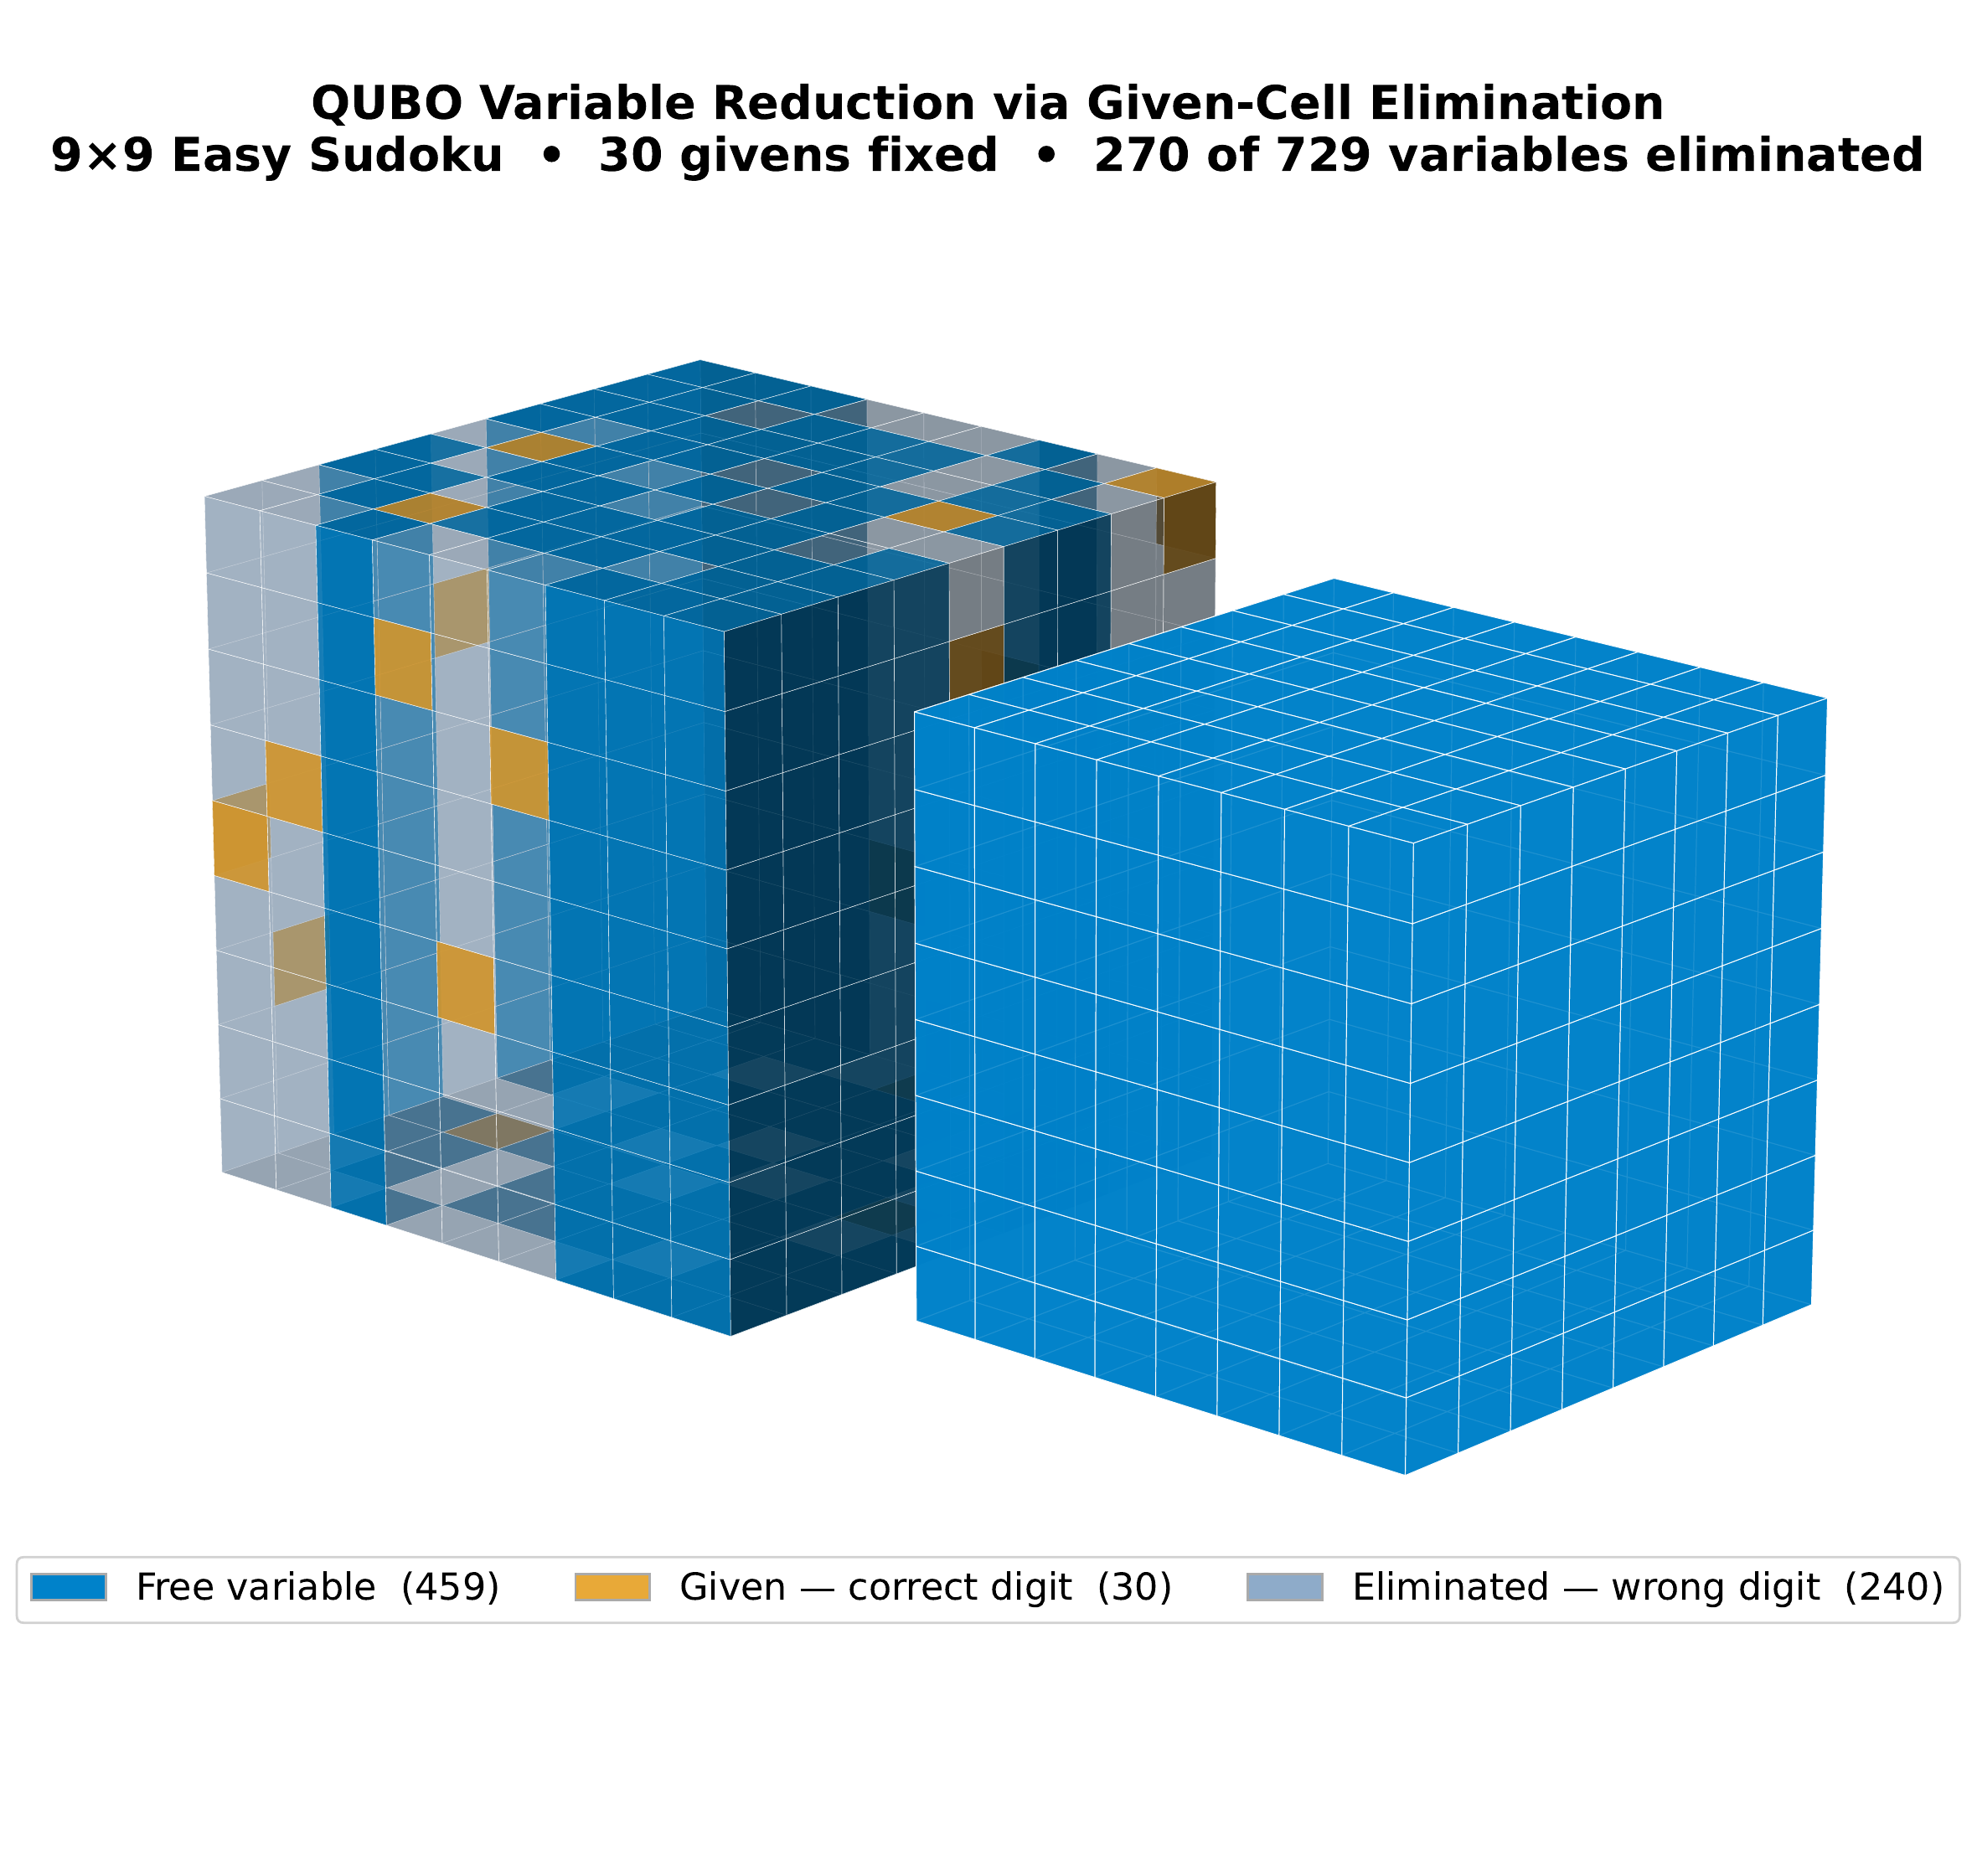 QUBO Variable Reduction via Given-Cell Elimination
9×9 Easy Sudoku • 30 givens fixed • 270 of 729 variables eliminated
Free variable (459)
Given — correct digit (30)
Eliminated — wrong digit (240)